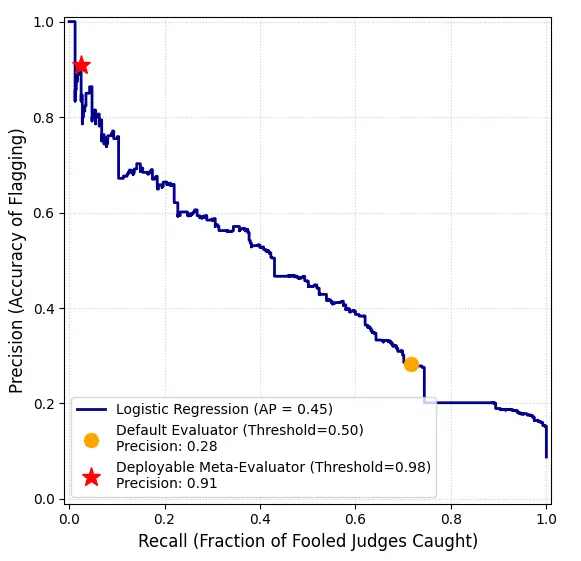 1.0
0.8
0.6
0.4
0.2
0.0
Precision (Accuracy of Flagging)
Logistic Regression (AP = 0.45)
Default Evaluator (Threshold=0.50)
Precision: 0.28
Deployable Meta-Evaluator (Threshold=0.98)
Precision: 0.91
0.0 0.2 0.4 0.6 0.8 1.0
Recall (Fraction of Fooled Judges Caught)